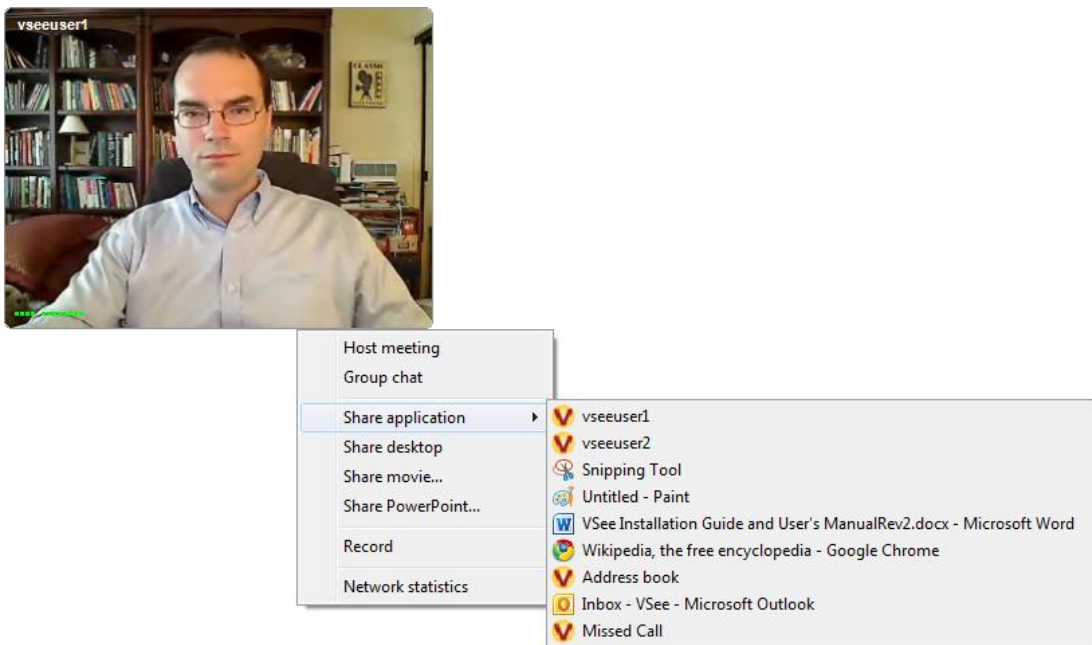 vseeuser1
CLASSIC
Host meeting
Group chat
Share application
Share desktop
Share movie...
Share PowerPoint...
Record
Network statistics
vseeuser1
vseeuser2
Snipping Tool
Untitled - Paint
VSee Installation Guide and User's ManualRev2.docx - Microsoft Word
Wikipedia, the free encyclopedia - Google Chrome
Address book
Inbox - VSee - Microsoft Outlook
Missed Call